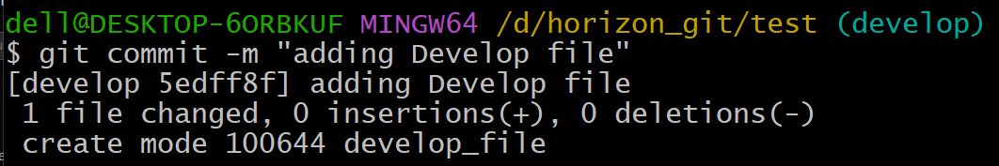 dell@DESKTOP-6ORBKUF MINGW64 /d/horizon_git/test (develop)
$ git commit -m "adding Develop file"
[develop 5edff8f] adding Develop file
 1 file changed, 0 insertions(+), 0 deletions(-)
 create mode 100644 develop_file